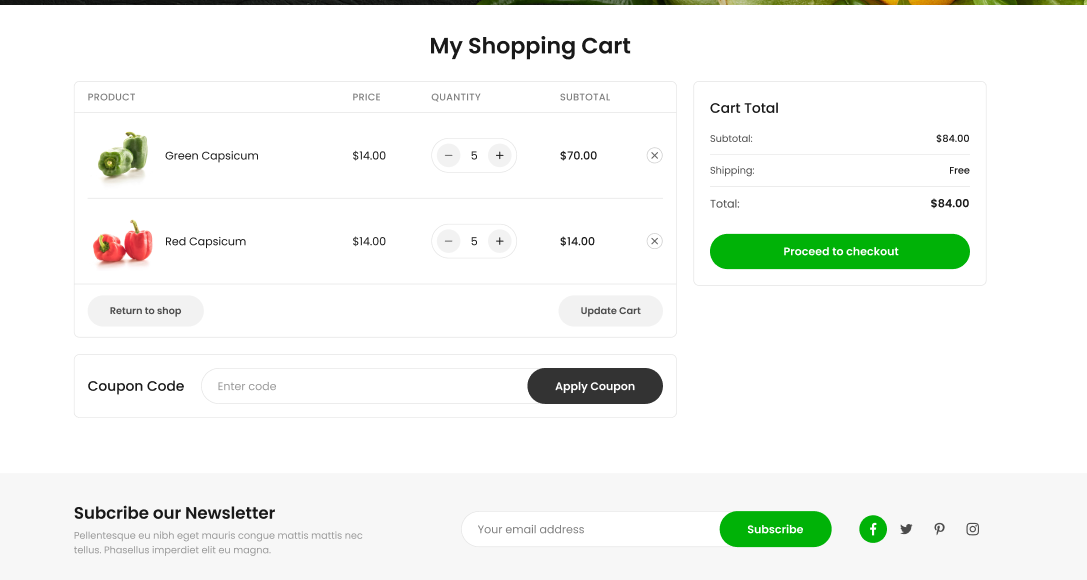 My Shopping Cart
PRODUCT PRICE QUANTITY SUBTOTAL
Green Capsicum $14.00 − 5 + $70.00
Red Capsicum $14.00 − 5 + $14.00
Return to shop Update Cart
Coupon Code Enter code Apply Coupon
Cart Total
Subtotal: $84.00
Shipping: Free
Total: $84.00
Proceed to checkout
Subcribe our Newsletter
Pellentesque eu nibh eget mauris congue mattis mattis nec
tellus. Phasellus imperdiet elit eu magna.
Your email address Subscribe